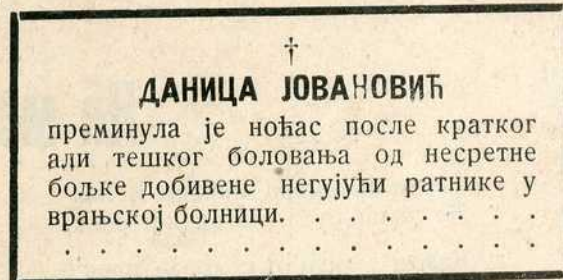 †
ДАНИЦА ЈОВАНОВИЋ
преминула је ноћас после кратког
али тешког боловања од несретне
бољке добивене негујући ратнике у
врањској болници. . . . . . . .
. . . . . . . . . . . . . .